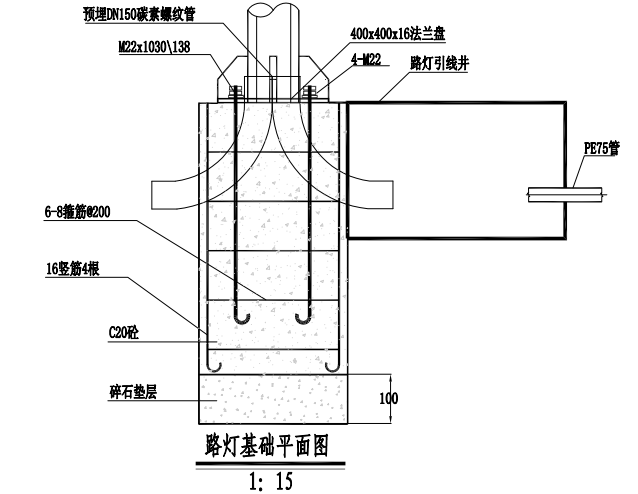 预埋DN150碳素螺纹管
400x400x16法兰盘
M22x1030\138
4-M22
路灯引线井
PE75管
6-8箍筋@200
16竖筋4根
C20砼
碎石垫层
100
路灯基础平面图
1: 15